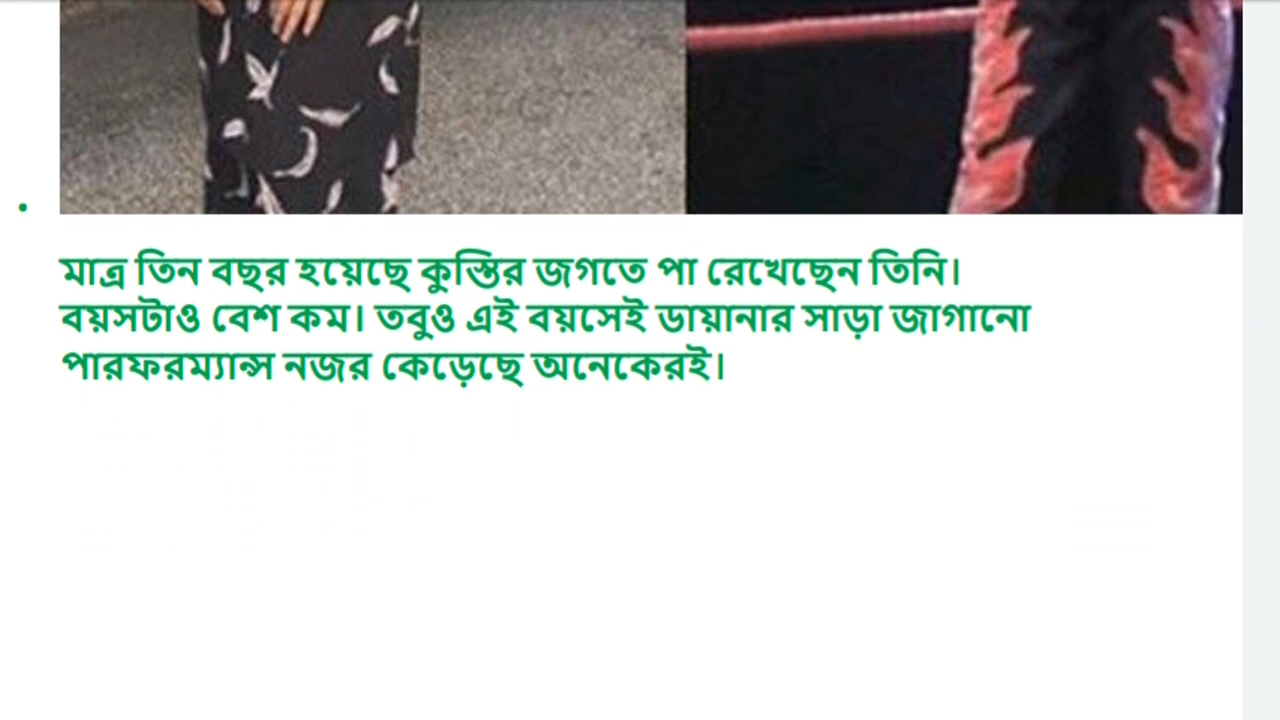 মাত্র তিন বছর হয়েছে কুস্তির জগতে পা রেখেছেন তিনি।
বয়সটাও বেশ কম। তবুও এই বয়সেই ডায়ানার সাড়া জাগানো
পারফরম্যান্স নজর কেড়েছে অনেকেরই।